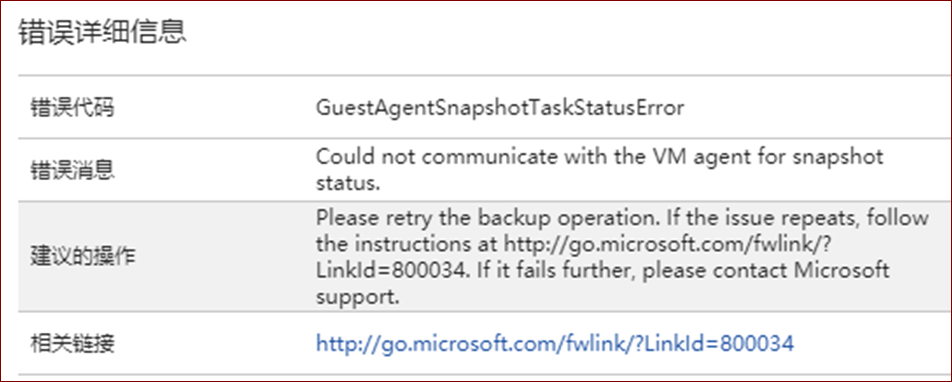 错误详细信息
错误代码
GuestAgentSnapshotTaskStatusError
错误消息
Could not communicate with the VM agent for snapshot
status.
建议的操作
Please retry the backup operation. If the issue repeats, follow
the instructions at http://go.microsoft.com/fwlink/?
LinkId=800034. If it fails further, please contact Microsoft
support.
相关链接
http://go.microsoft.com/fwlink/?LinkId=800034